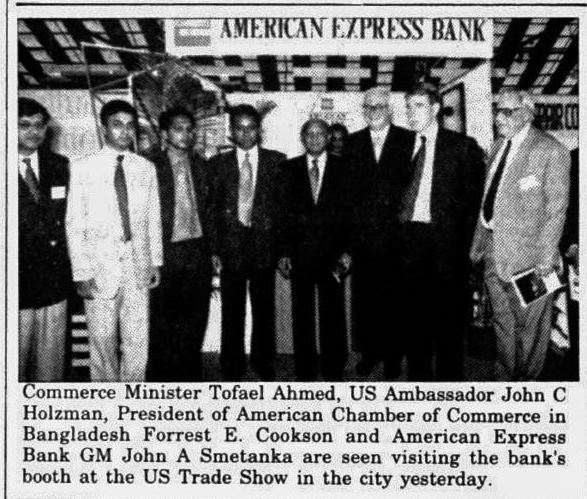 AMERICAN EXPRESS BANK
Commerce Minister Tofael Ahmed, US Ambassador John C
Holzman, President of American Chamber of Commerce in
Bangladesh Forrest E. Cookson and American Express
Bank GM John A Smetanka are seen visiting the bank's
booth at the US Trade Show in the city yesterday.